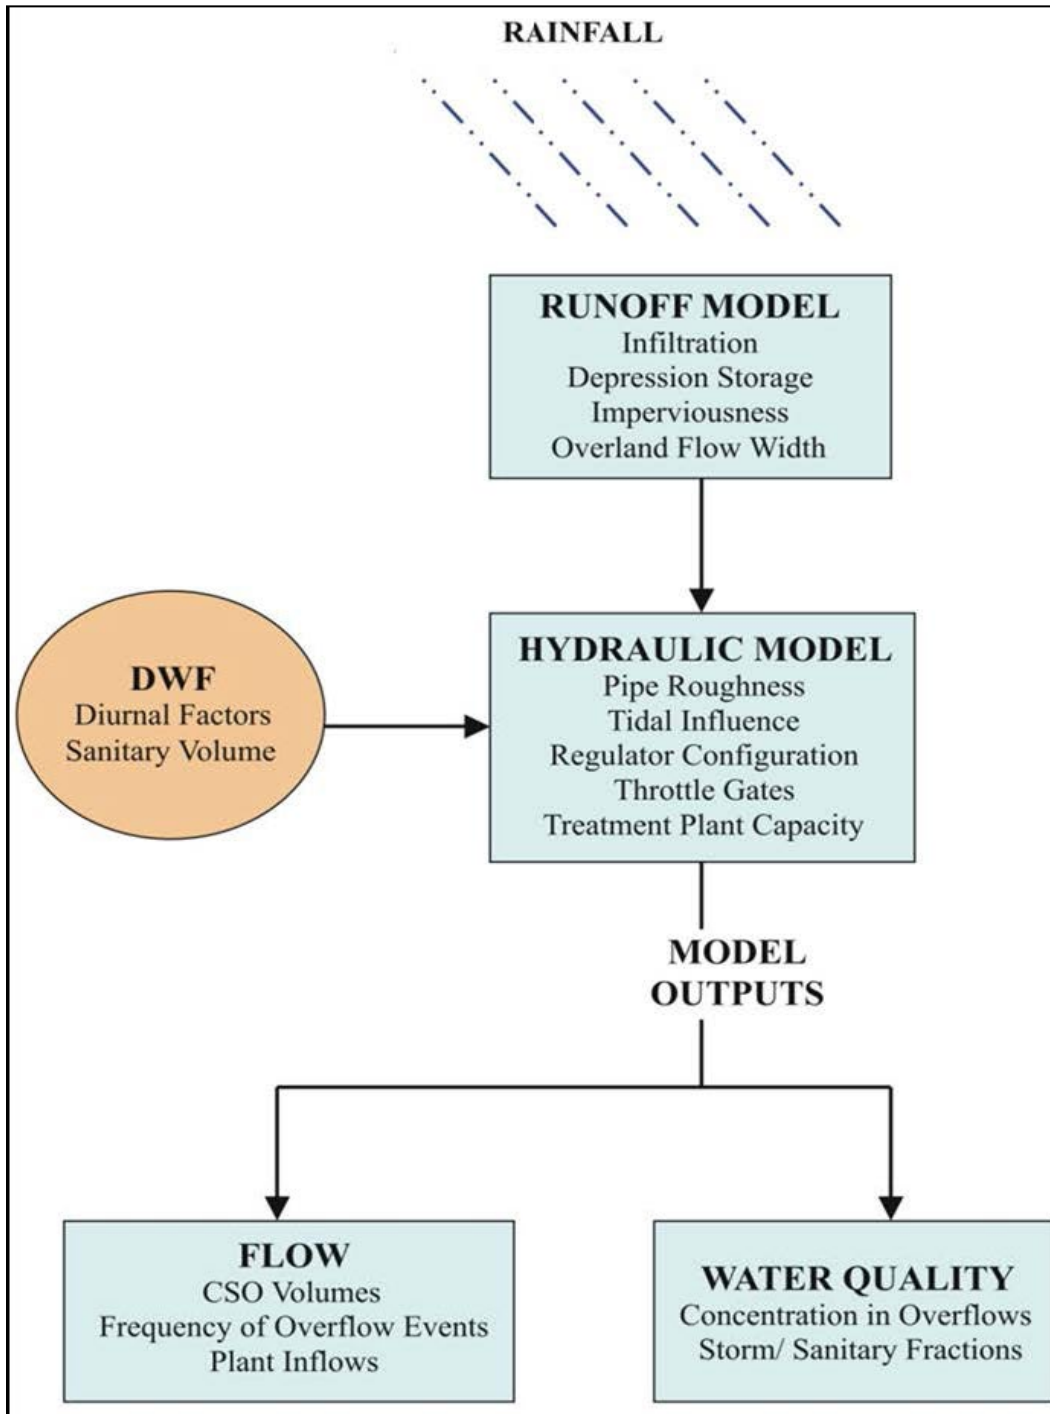 RAINFALL
RUNOFF MODEL
Infiltration
Depression Storage
Imperviousness
Overland Flow Width
DWF
Diurnal Factors
Sanitary Volume
HYDRAULIC MODEL
Pipe Roughness
Tidal Influence
Regulator Configuration
Throttle Gates
Treatment Plant Capacity
MODEL
OUTPUTS
FLOW
CSO Volumes
Frequency of Overflow Events
Plant Inflows
WATER QUALITY
Concentration in Overflows
Storm/ Sanitary Fractions